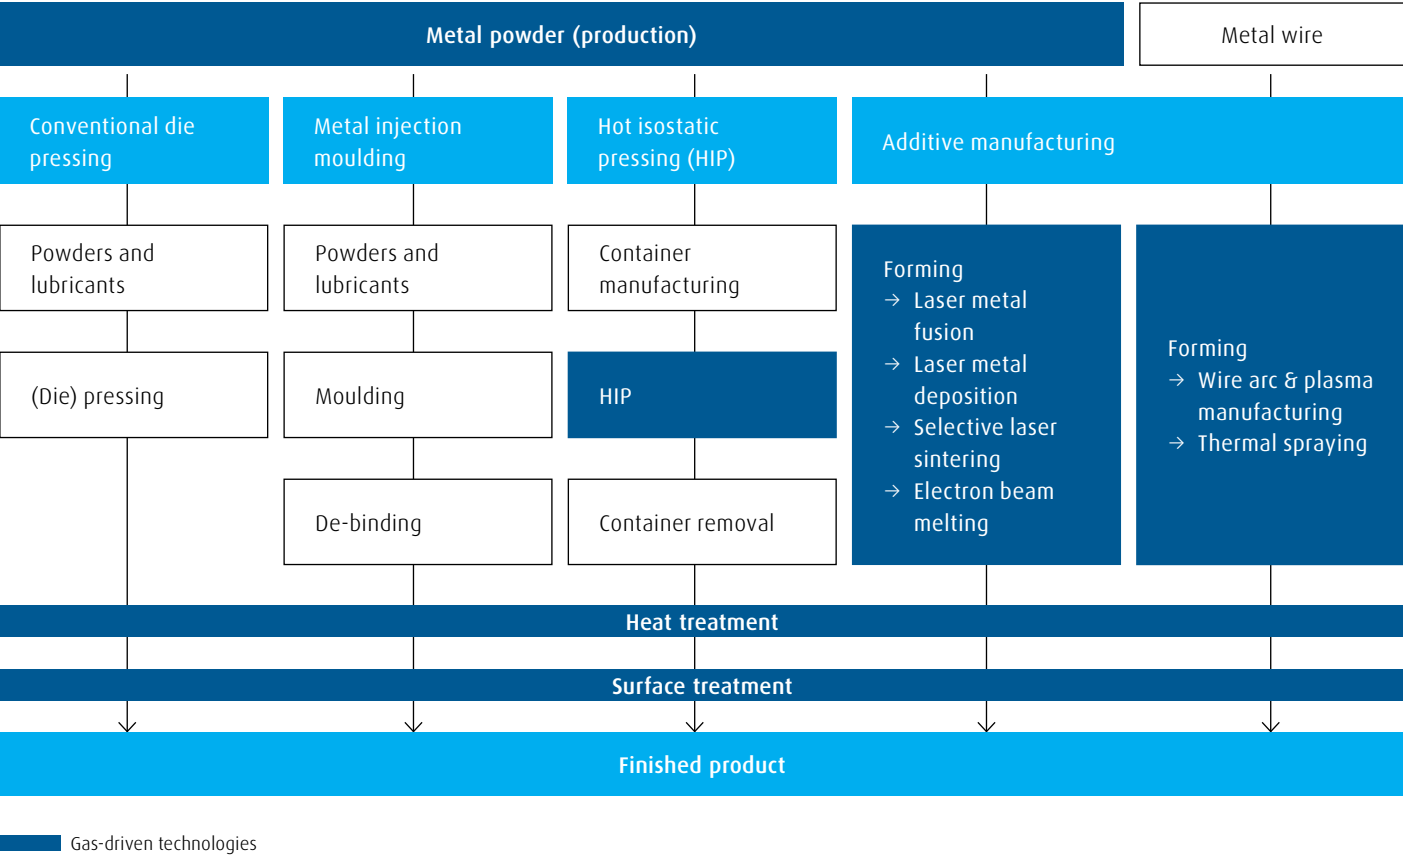 Metal powder (production)
Metal wire
Conventional die
pressing
Metal injection
moulding
Hot isostatic
pressing (HIP)
Additive manufacturing
Powders and
lubricants
(Die) pressing
Powders and
lubricants
Moulding
De-binding
Container
manufacturing
HIP
Container removal
Forming
→ Laser metal
fusion
→ Laser metal
deposition
→ Selective laser
sintering
→ Electron beam
melting
Forming
→ Wire arc & plasma
manufacturing
→ Thermal spraying
Heat treatment
Surface treatment
Finished product
Gas-driven technologies